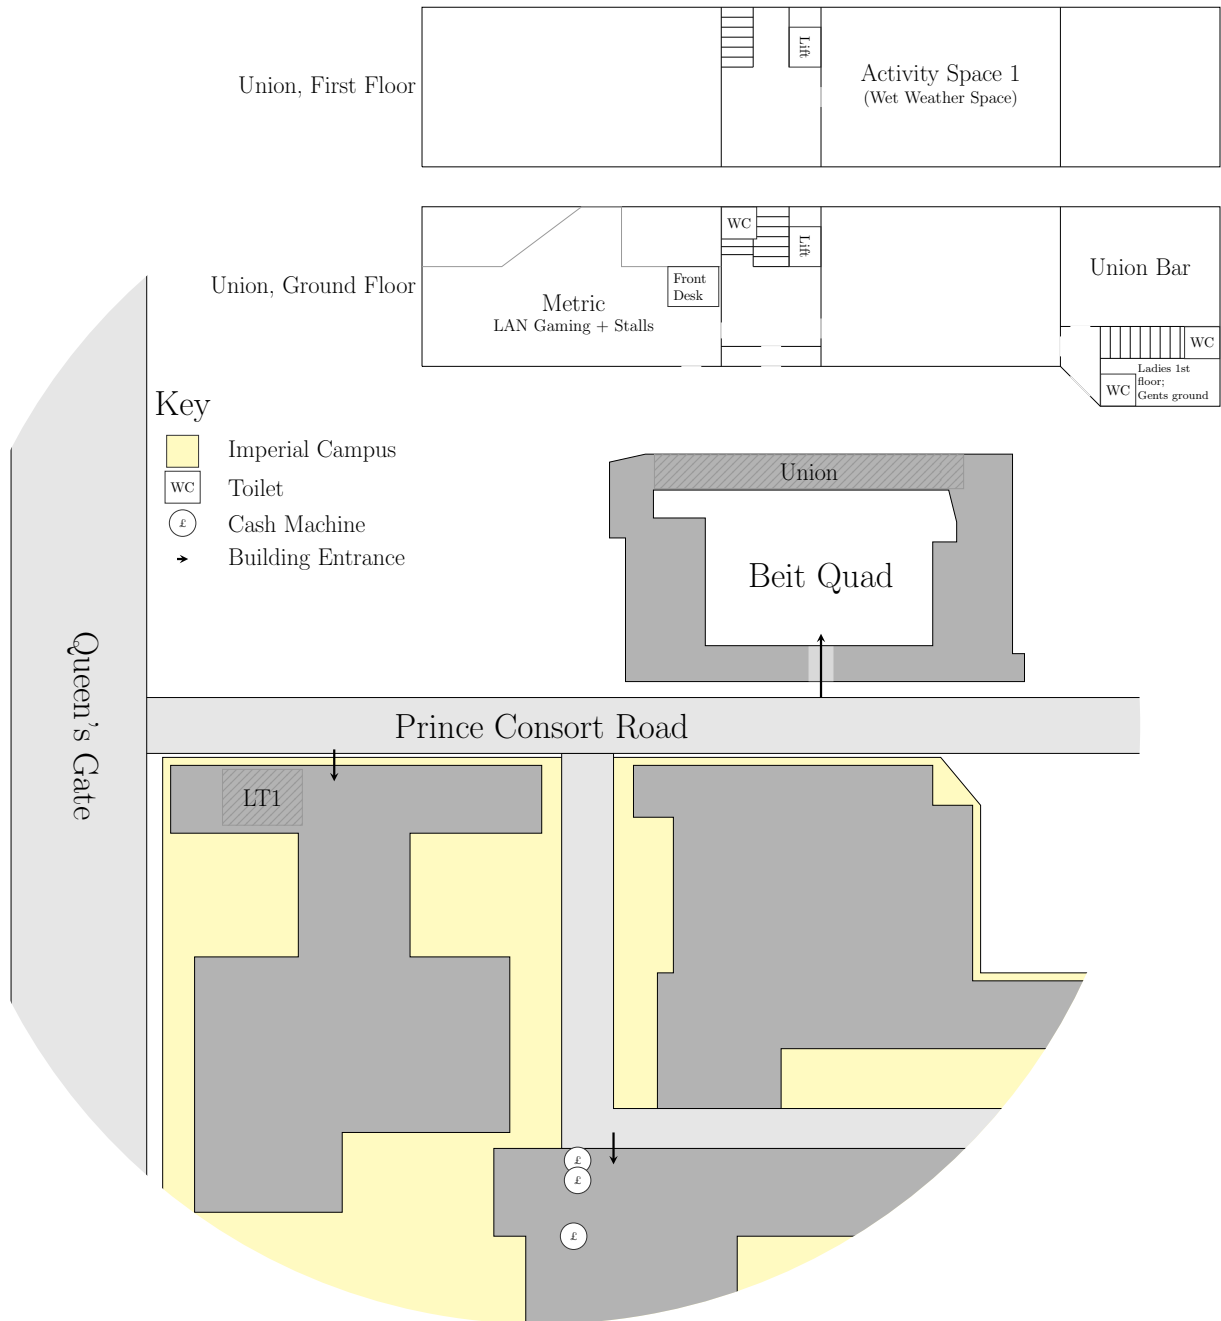 Lift
Union, First Floor
Activity Space 1
(Wet Weather Space)
WC
Lift
Union, Ground Floor
Front
Desk
Union Bar
Metric
LAN Gaming + Stalls
WC
Ladies 1st
floor;
Gents ground
WC
Key
Imperial Campus
WC
Toilet
£
Cash Machine
Building Entrance
Union
Beit Quad
Queen's Gate
Prince Consort Road
LT1
£
£
£